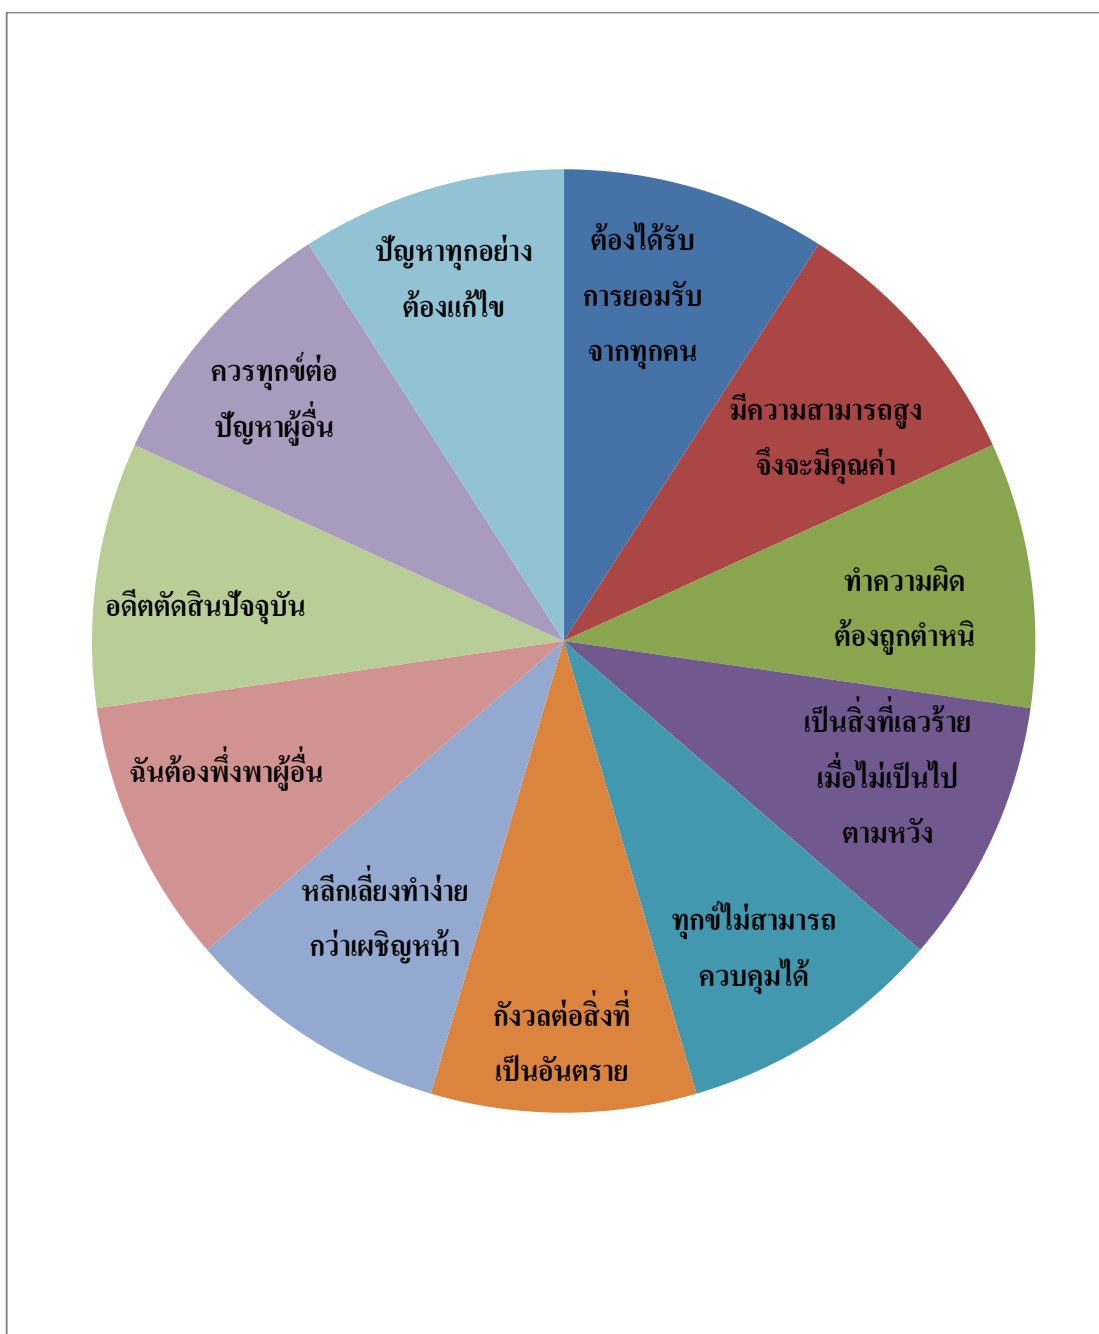 ต้องได้รับ
การยอมรับ
จากทุกคน
มีความสามารถสูง
จึงจะมีคุณค่า
ทำความผิด
ต้องถูกตำหนิ
เป็นสิ่งที่เลวร้าย
เมื่อไม่เป็นไป
ตามหวัง
ทุกข์ไม่สามารถ
ควบคุมได้
กังวลต่อสิ่งที่
เป็นอันตราย
หลีกเลี่ยงทำง่าย
กว่าเผชิญหน้า
ฉันต้องพึ่งพาผู้อื่น
อดีตตัดสินปัจจุบัน
ควรทุกข์ต่อ
ปัญหาผู้อื่น
ปัญหาทุกอย่าง
ต้องแก้ไข